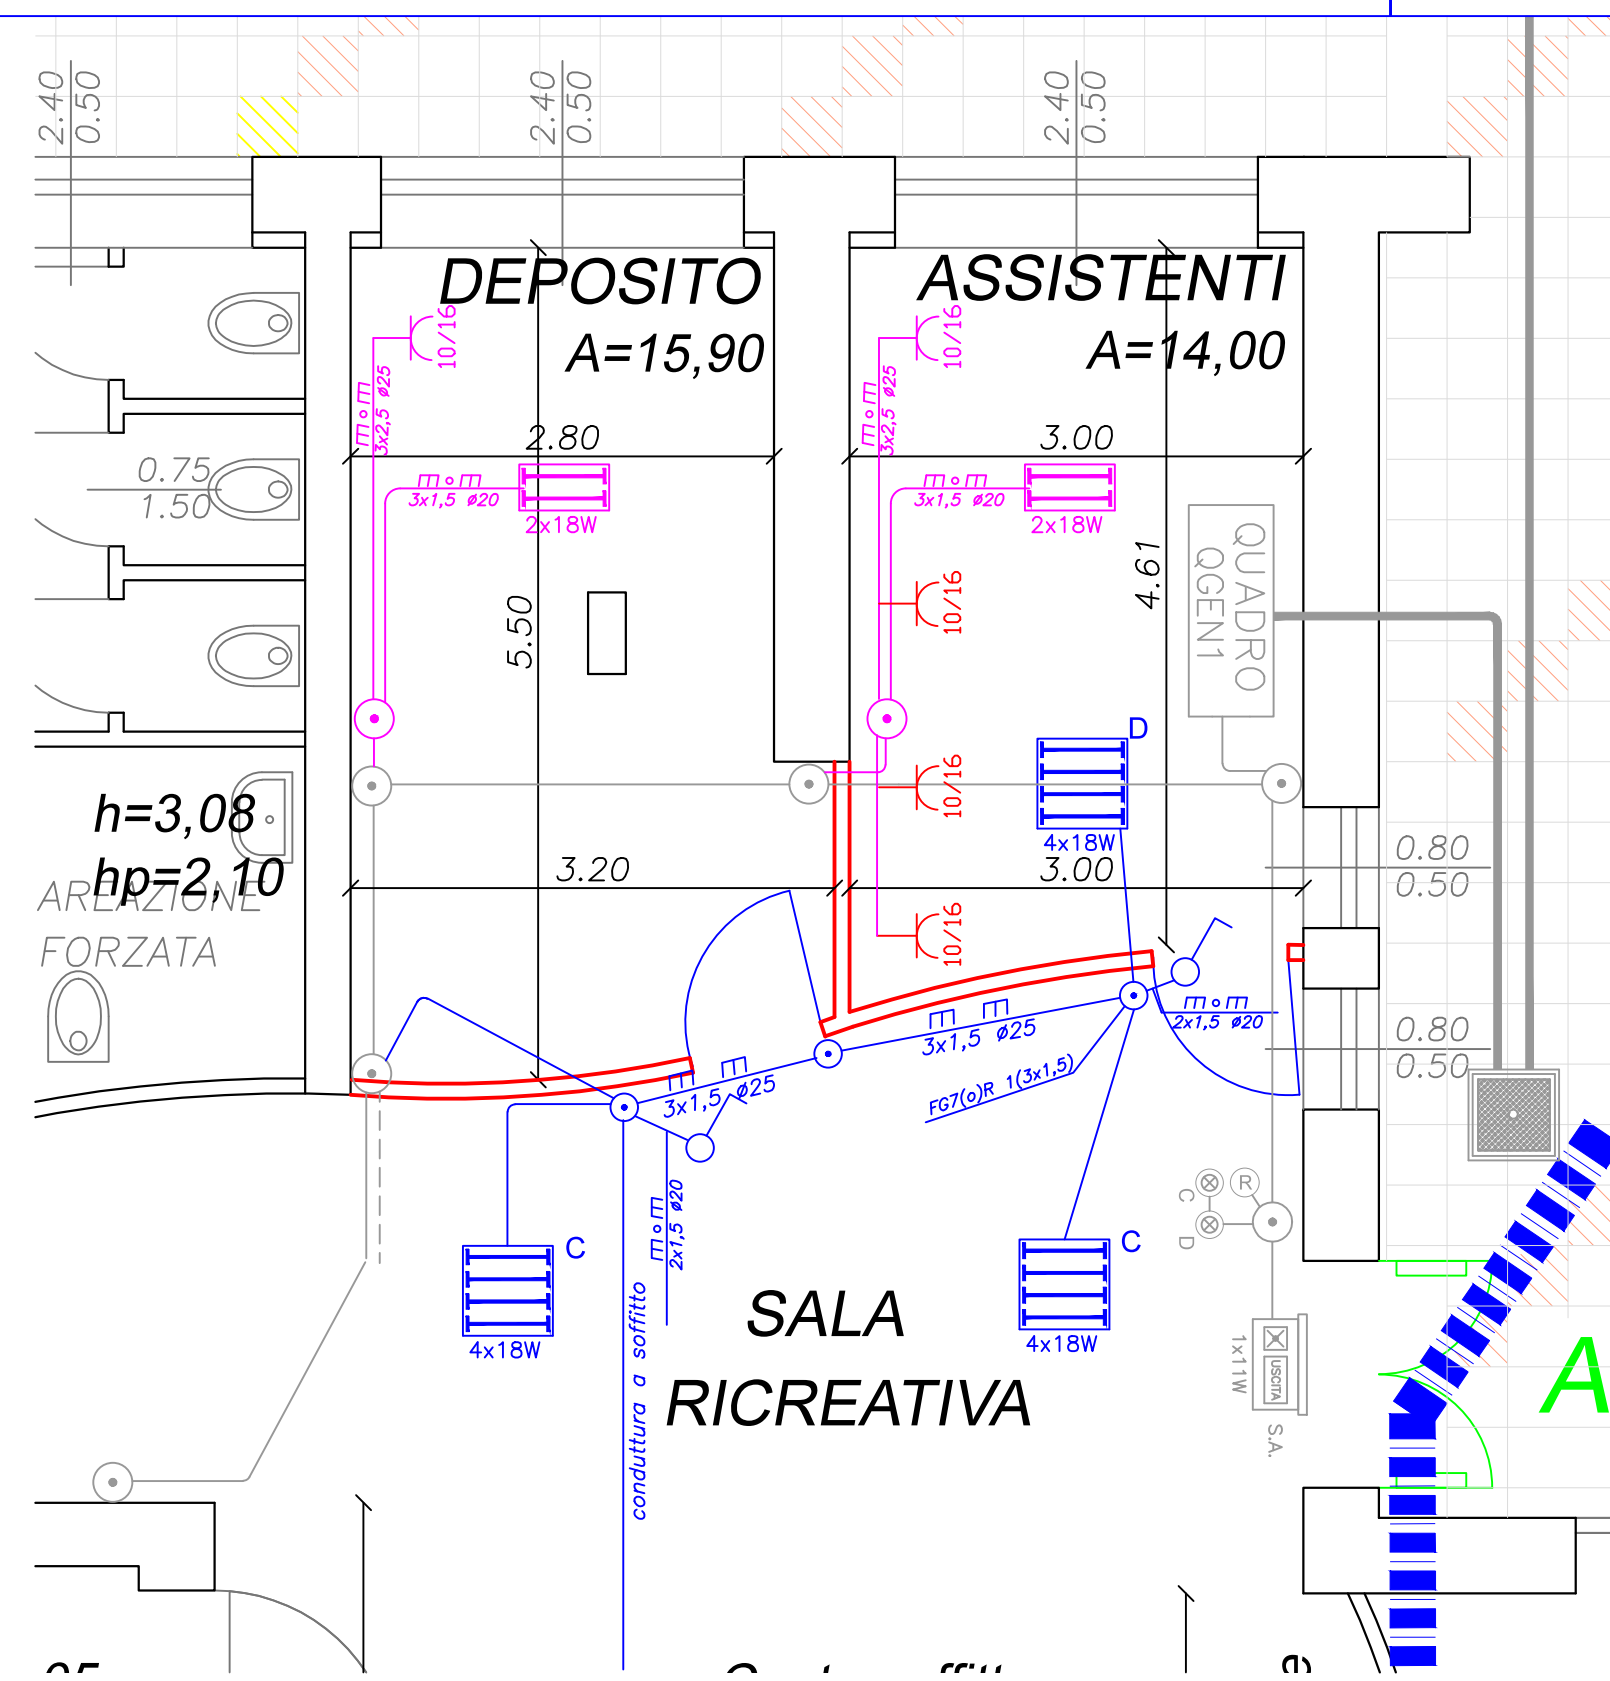 2.40
0.50
2.40
0.50
2.40
0.50
DEPOSITO
A=15,90
ASSISTENTI
A=14,00
10/16
3x2,5 ø25
10/16
3x2,5 ø25
2.80
3.00
0.75
1.50
3x1,5 ø20
2x18W
3x1,5 ø20
2x18W
5.50
4.61
QUADRO
QGEN1
10/16
D
10/16
4x18W
h=3,08
hp=2,10
AREAZIONE
FORZATA
3.20
3.00
0.80
0.50
10/16
2x1,5 ø20
3x1,5 ø25
3x1,5 ø25
FG7(o)R 1(3x1,5)
0.80
0.50
2x1,5 ø20
R
C
D
C
4x18W
C
4x18W
conduttura a soffitto
SALA
RICREATIVA
1x11W
USCITA
S.A.
A